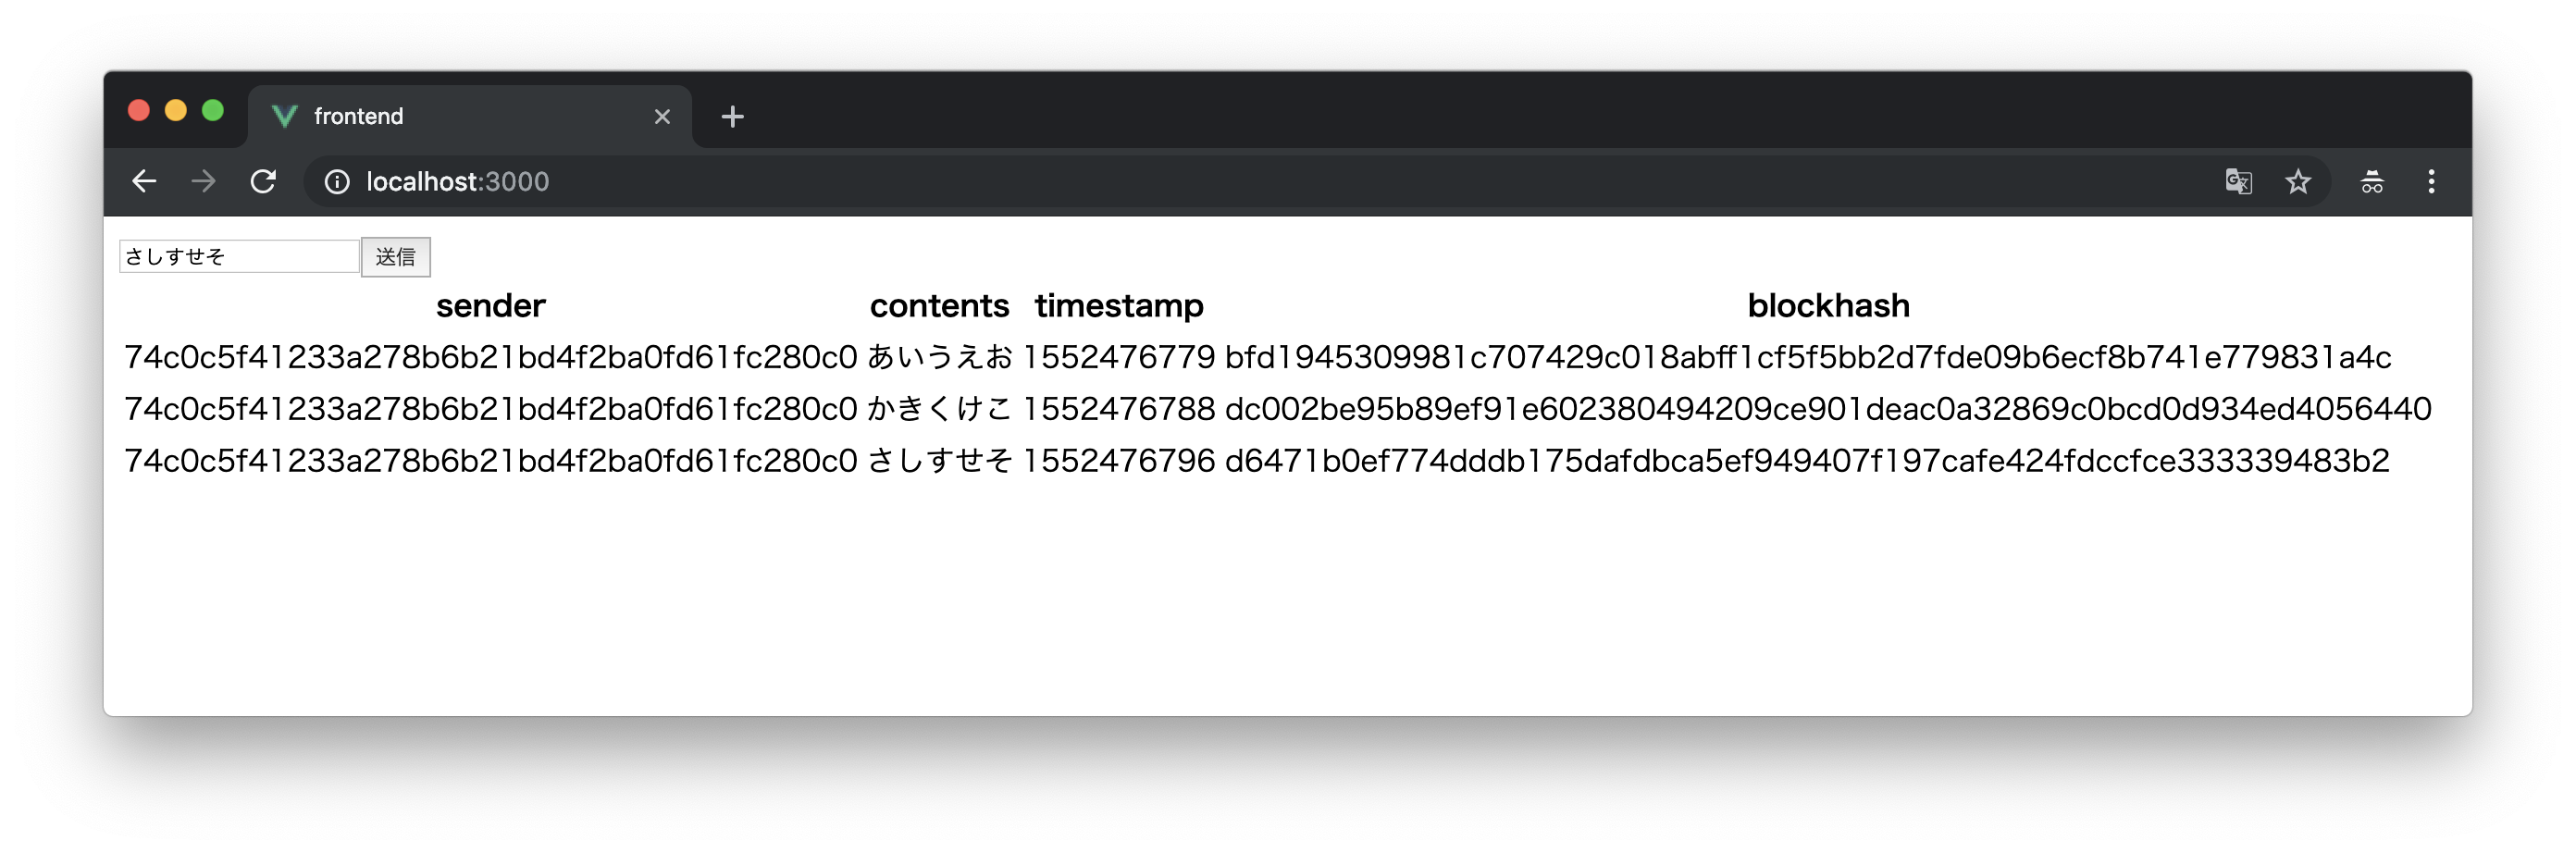 frontend
localhost:3000
さしすせそ 送信
sender contents timestamp blockhash
74c0c5f41233a278b6b21bd4f2ba0fd61fc280c0 あいうえお 1552476779 bfd1945309981c707429c018abff1cf5f5bb2d7fde09b6ecf8b741e779831a4c
74c0c5f41233a278b6b21bd4f2ba0fd61fc280c0 かきくけこ 1552476788 dc002be95b89ef91e602380494209ce901deac0a32869c0bcd0d934ed4056440
74c0c5f41233a278b6b21bd4f2ba0fd61fc280c0 さしすせそ 1552476796 d6471b0ef774dddb175dafdbca5ef949407f197cafe424fdccfce333339483b2